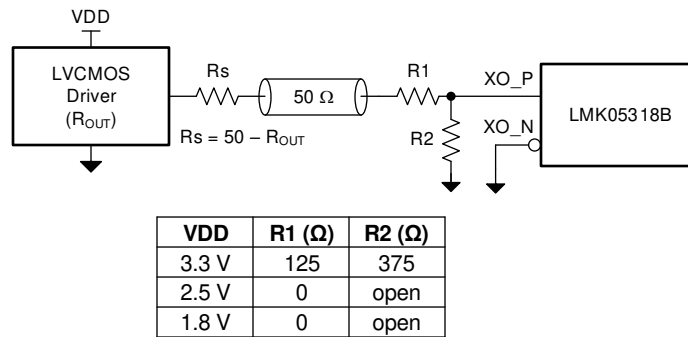 VDD
LVCMOS
Driver
(ROUT)
Rs
50 Ω
Rs = 50 – ROUT
R1
R2
XO_P
XO_N
LMK05318B
VDD R1 (Ω) R2 (Ω)
3.3 V 125 375
2.5 V 0 open
1.8 V 0 open